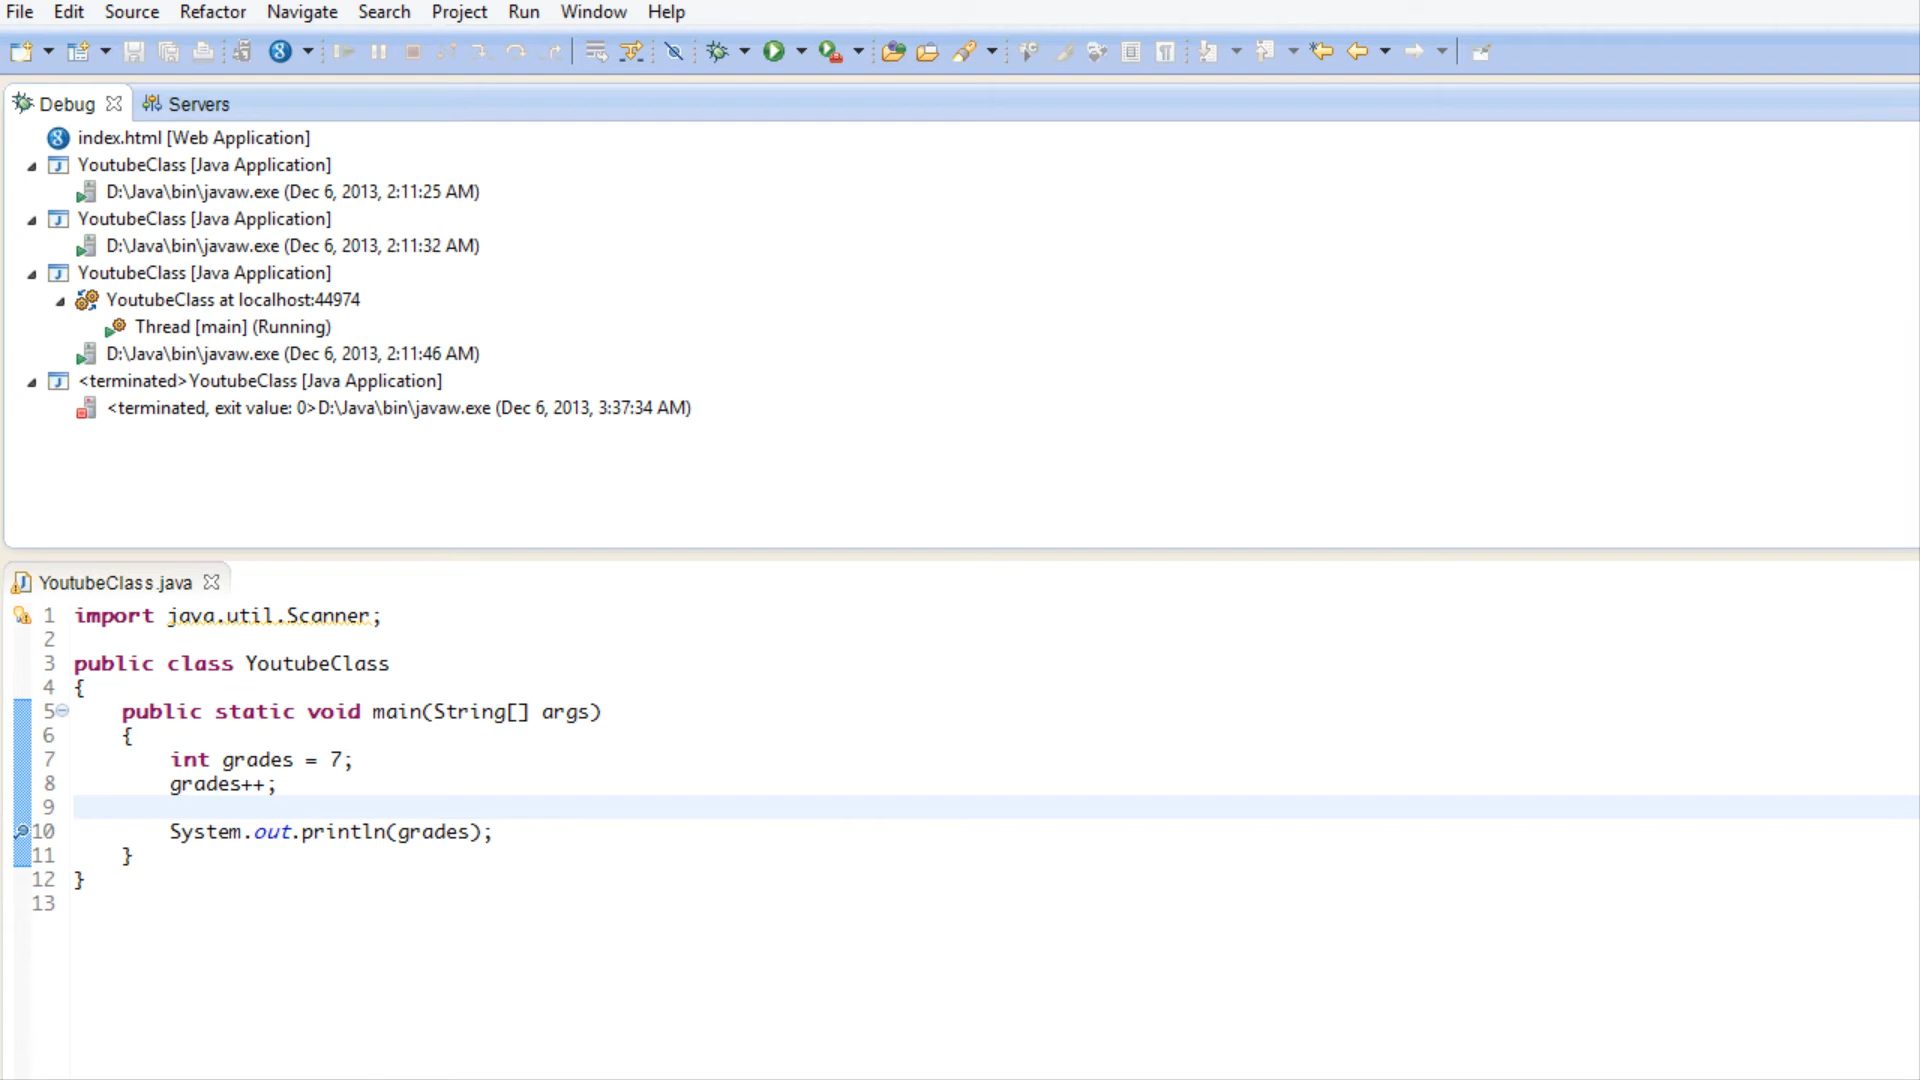 File Edit Source Refactor Navigate Search Project Run Window Help
Debug Servers
index.html [Web Application]
YoutubeClass [Java Application]
D:\Java\bin\javaw.exe (Dec 6, 2013, 2:11:25 AM)
YoutubeClass [Java Application]
D:\Java\bin\javaw.exe (Dec 6, 2013, 2:11:32 AM)
YoutubeClass [Java Application]
YoutubeClass at localhost:44974
Thread [main] (Running)
D:\Java\bin\javaw.exe (Dec 6, 2013, 2:11:46 AM)
<terminated>YoutubeClass [Java Application]
<terminated, exit value: 0>D:\Java\bin\javaw.exe (Dec 6, 2013, 3:37:34 AM)
YoutubeClass.java
1 import java.util.Scanner;
2
3 public class YoutubeClass
4 {
5 public static void main(String[] args)
6 {
7 int grades = 7;
8 grades++;
9
10 System.out.println(grades);
11 }
12 }
13